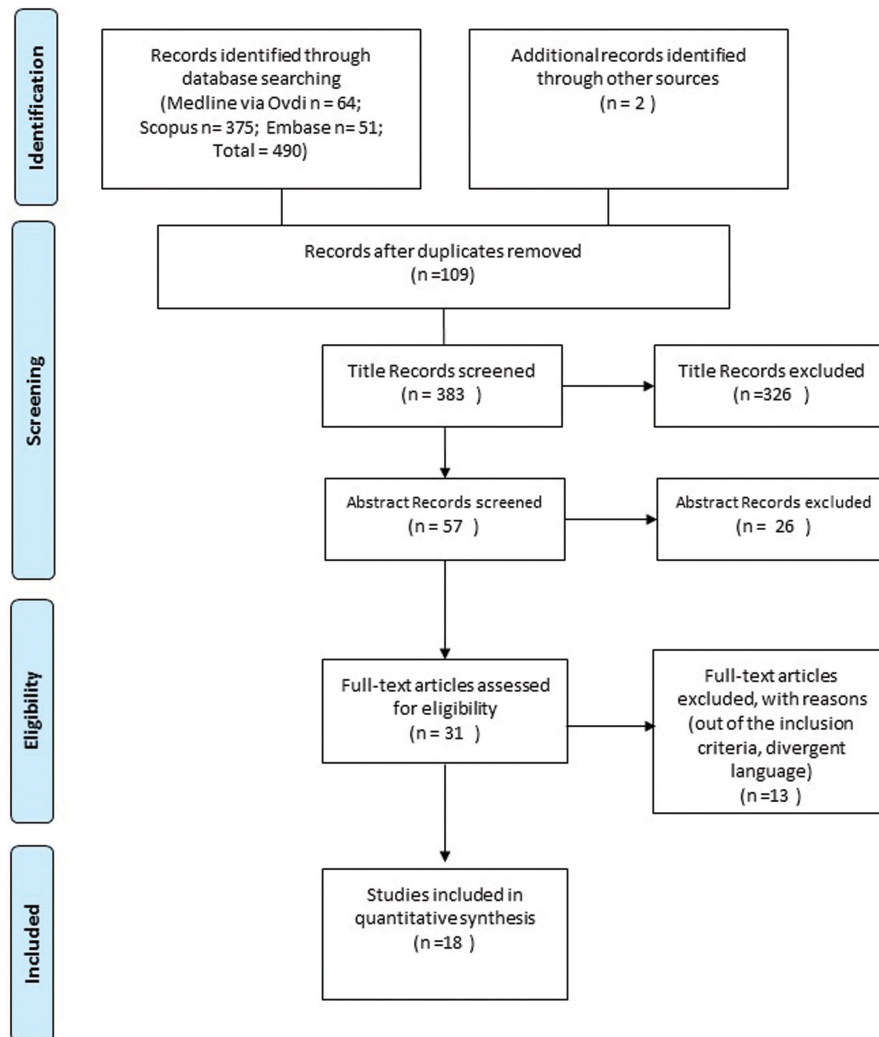 Identification
Records identified through
database searching
(Medline via Ovdi n = 64;
Scopus n= 375; Embase n= 51;
Total = 490)
Additional records identified
through other sources
(n = 2 )
Screening
Records after duplicates removed
(n =109)
Title Records screened
(n = 383 )
Title Records excluded
(n =326 )
Abstract Records screened
(n = 57 )
Abstract Records excluded
(n = 26 )
Eligibility
Full-text articles assessed
for eligibility
(n = 31 )
Full-text articles
excluded, with reasons
(out of the inclusion
criteria, divergent
language)
(n =13 )
Included
Studies included in
quantitative synthesis
(n =18 )